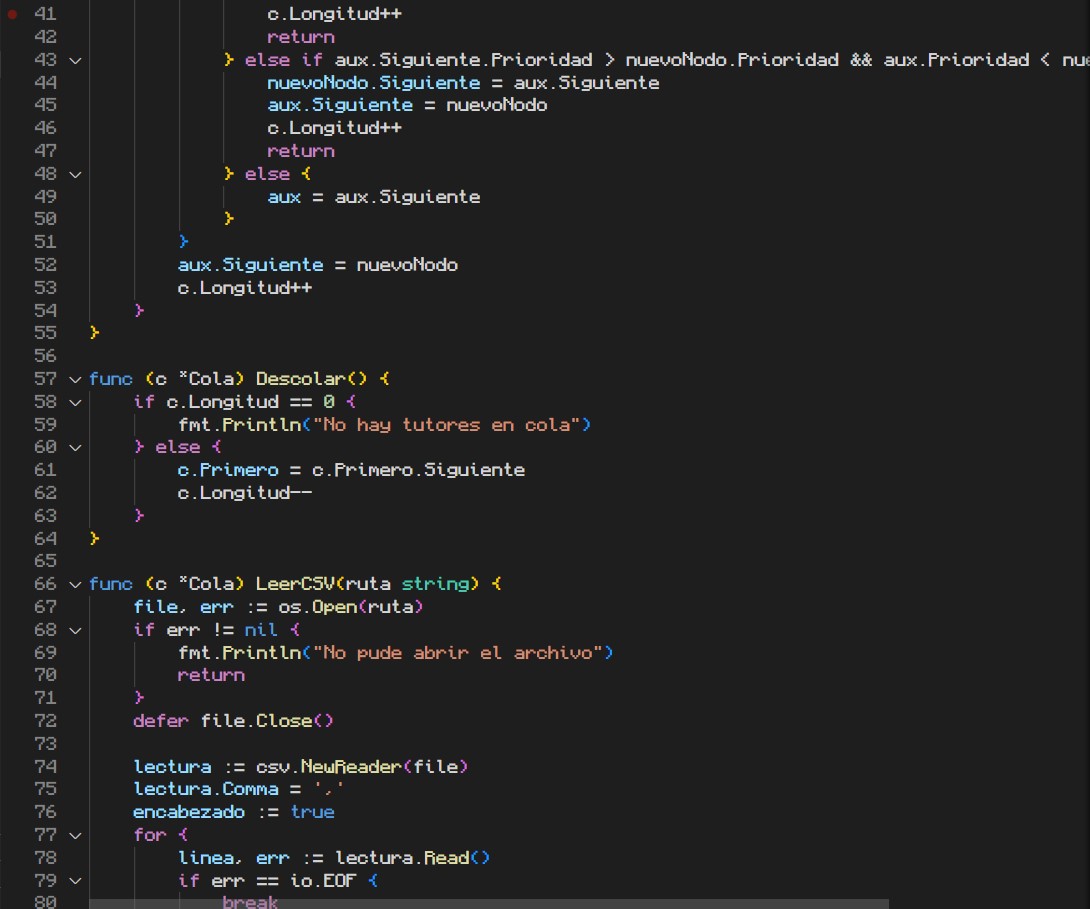 41 c.Longitud++
42 return
43 } else if aux.Siguiente.Prioridad > nuevoNodo.Prioridad && aux.Prioridad < nue
44 nuevoNodo.Siguiente = aux.Siguiente
45 aux.Siguiente = nuevoNodo
46 c.Longitud++
47 return
48 } else {
49 aux = aux.Siguiente
50 }
51 }
52 aux.Siguiente = nuevoNodo
53 c.Longitud++
54 }
55 }
56
57 func (c *Cola) Descolar() {
58 if c.Longitud == 0 {
59 fmt.Println("No hay tutores en cola")
60 } else {
61 c.Primero = c.Primero.Siguiente
62 c.Longitud--
63 }
64 }
65
66 func (c *Cola) LeerCSV(ruta string) {
67 file, err := os.Open(ruta)
68 if err != nil {
69 fmt.Println("No pude abrir el archivo")
70 return
71 }
72 defer file.Close()
73
74 lectura := csv.NewReader(file)
75 lectura.Comma = ','
76 encabezado := true
77 for {
78 linea, err := lectura.Read()
79 if err == io.EOF {
80 break